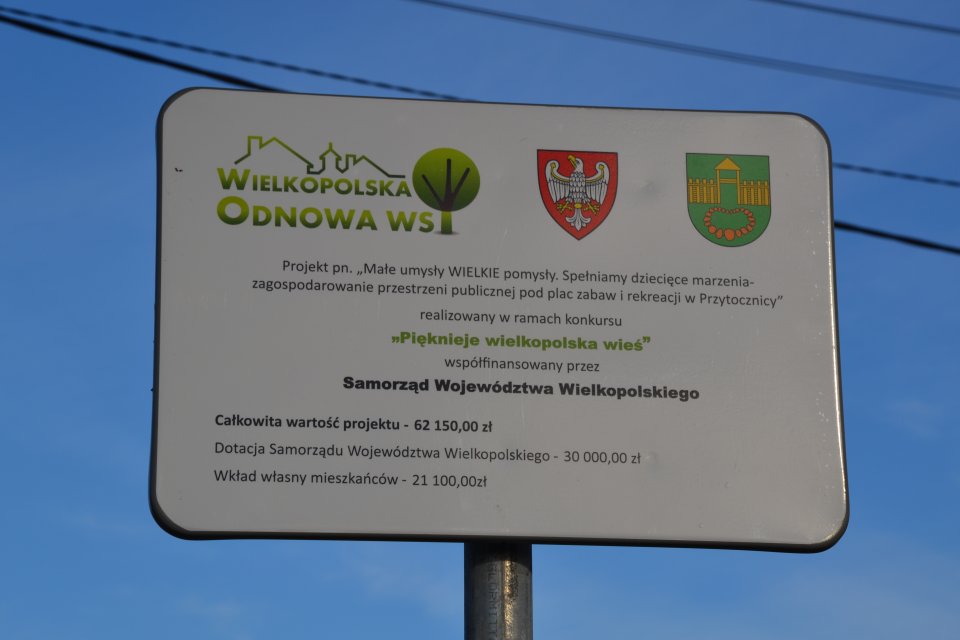 WIELKOPOLSKA
ODNOWA WSI
Projekt pn. „Małe umysły WIELKIE pomysły. Spełniamy dziecięce marzenia-
zagospodarowanie przestrzeni publicznej pod plac zabaw i rekreacji w Przytocznicy”
realizowany w ramach konkursu
„Pięknieje wielkopolska wieś”
współfinansowany przez
Samorząd Województwa Wielkopolskiego
Całkowita wartość projektu - 62 150,00 zł
Dotacja Samorządu Województwa Wielkopolskiego - 30 000,00 zł
Wkład własny mieszkańców - 21 100,00zł